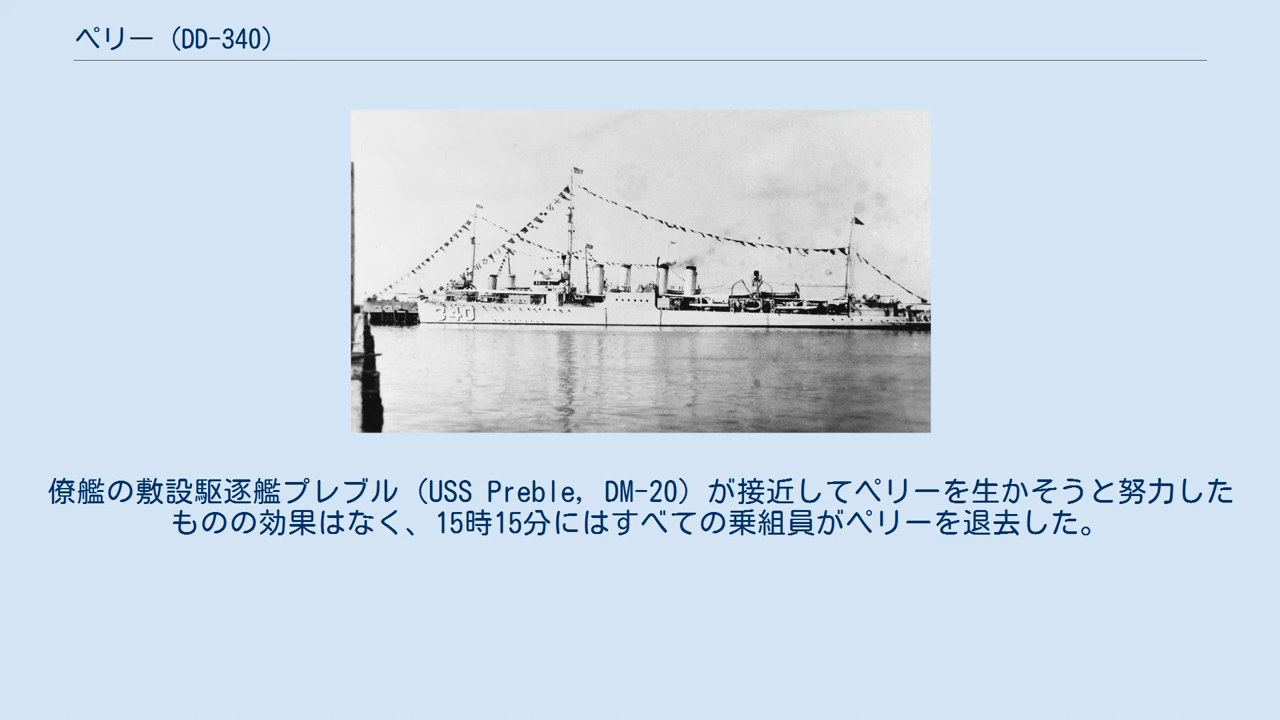 ペリー（DD-340）
340
僚艦の敷設駆逐艦プレブル（USS Preble, DM-20）が接近してペリーを生かそうと努力した
ものの効果はなく、15時15分にはすべての乗組員がペリーを退去した。